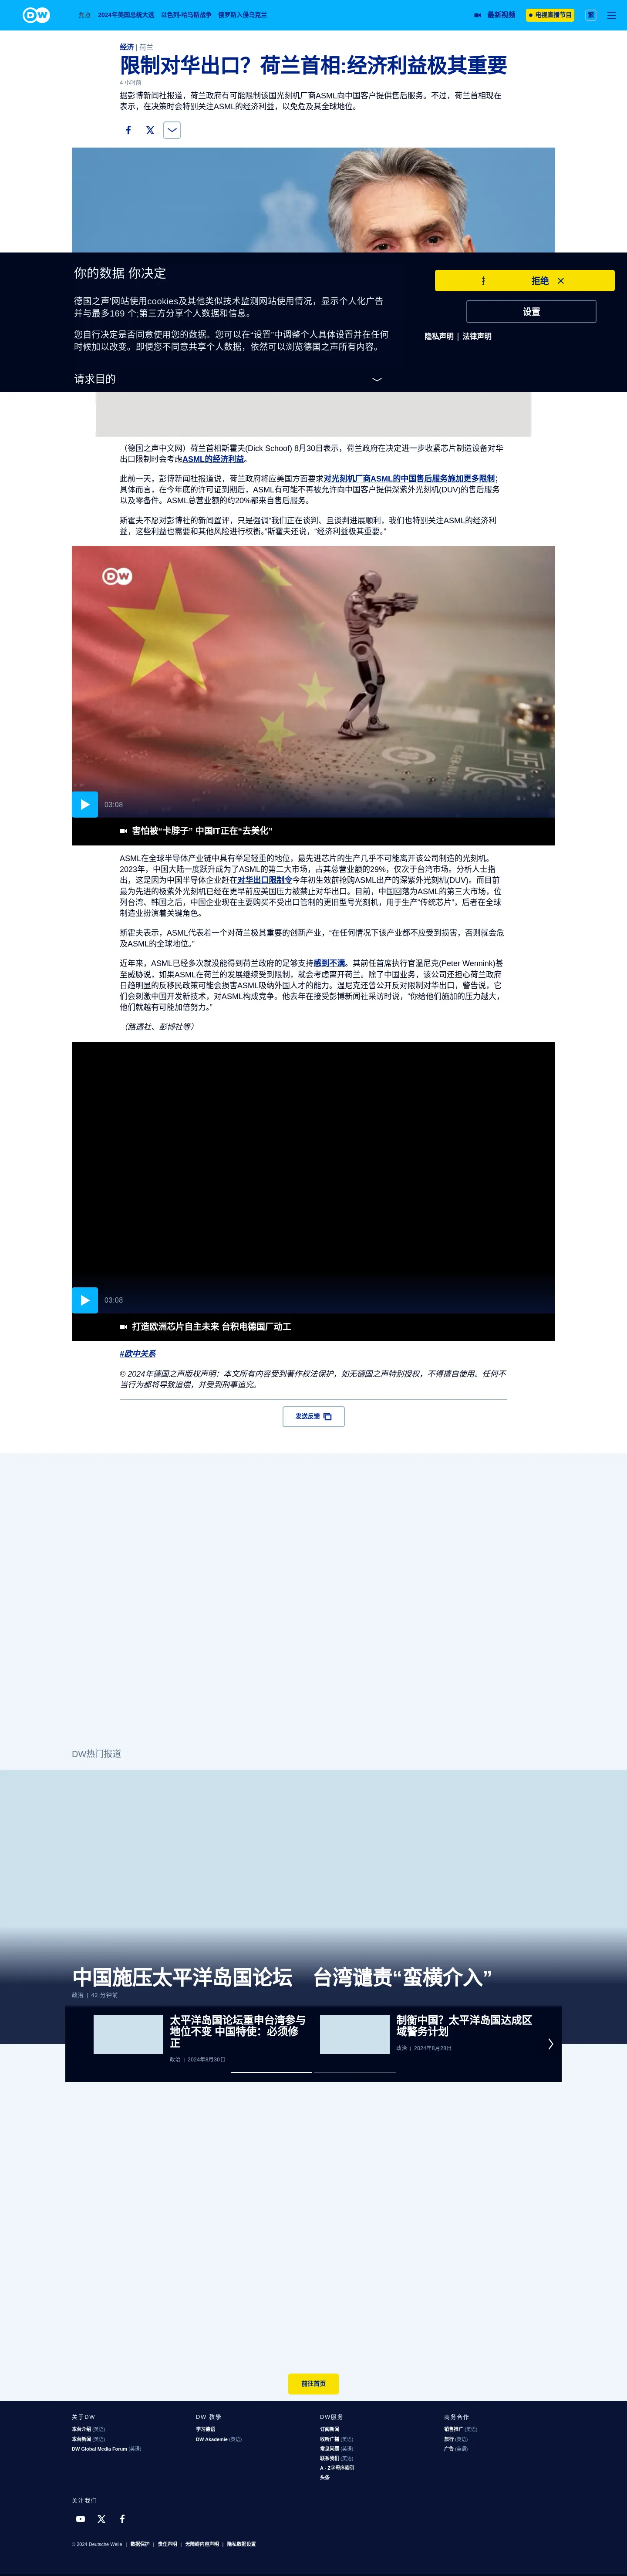 DW
焦点 2024年美国总统大选 以色列-哈马斯战争 俄罗斯入侵乌克兰
最新视频 电视直播节目 繁
经济 | 荷兰
限制对华出口？荷兰首相:经济利益极其重要
4 小时前
据彭博新闻社报道，荷兰政府有可能限制该国光刻机厂商ASML向中国客户提供售后服务。不过，荷兰首相现在
表示，在决策时会特别关注ASML的经济利益，以免危及其全球地位。
你的数据 你决定
德国之声'网站使用cookies及其他类似技术监测网站使用情况，显示个人化广告
并与最多169 个;第三方分享个人数据和信息。
您自行决定是否同意使用您的数据。您可以在“设置”中调整个人具体设置并在任何
时候加以改变。即便您不同意共享个人数据，依然可以浏览德国之声所有内容。
请求目的
拒绝
设置
隐私声明 | 法律声明
（德国之声中文网）荷兰首相斯霍夫(Dick Schoof) 8月30日表示，荷兰政府在决定进一步收紧芯片制造设备对华
出口限制时会考虑ASML的经济利益。
此前一天，彭博新闻社报道说，荷兰政府将应美国方面要求对光刻机厂商ASML的中国售后服务施加更多限制；
具体而言，在今年底的许可证到期后，ASML有可能不再被允许向中国客户提供深紫外光刻机(DUV)的售后服务
以及零备件。ASML总营业额的约20%都来自售后服务。
斯霍夫不愿对彭博社的新闻置评，只是强调“我们正在谈判、且谈判进展顺利，我们也特别关注ASML的经济利
益，这些利益也需要和其他风险进行权衡。”斯霍夫还说，“经济利益极其重要。”
DW
03:08
害怕被“卡脖子” 中国IT正在“去美化”
ASML在全球半导体产业链中具有举足轻重的地位，最先进芯片的生产几乎不可能离开该公司制造的光刻机。
2023年，中国大陆一度跃升成为了ASML的第二大市场，占其总营业额的29%，仅次于台湾市场。分析人士指
出，这是因为中国半导体企业赶在对华出口限制令今年初生效前抢购ASML出产的深紫外光刻机(DUV)。而目前
最为先进的极紫外光刻机已经在更早前应美国压力被禁止对华出口。目前，中国回落为ASML的第三大市场，位
列台湾、韩国之后，中国企业现在主要购买不受出口管制的更旧型号光刻机，用于生产“传统芯片”，后者在全球
制造业扮演着关键角色。
斯霍夫表示，ASML代表着一个对荷兰极其重要的创新产业，“在任何情况下该产业都不应受到损害，否则就会危
及ASML的全球地位。”
近年来，ASML已经多次就没能得到荷兰政府的足够支持感到不满。其前任首席执行官温尼克(Peter Wennink)甚
至威胁说，如果ASML在荷兰的发展继续受到限制，就会考虑离开荷兰。除了中国业务，该公司还担心荷兰政府
日趋明显的反移民政策可能会损害ASML吸纳外国人才的能力。温尼克还曾公开反对限制对华出口，警告说，它
们会刺激中国开发新技术，对ASML构成竞争。他去年在接受彭博新闻社采访时说，“你给他们施加的压力越大，
他们就越有可能加倍努力。”
（路透社、彭博社等）
03:08
打造欧洲芯片自主未来 台积电德国厂动工
#欧中关系
© 2024年德国之声版权声明：本文所有内容受到著作权法保护，如无德国之声特别授权，不得擅自使用。任何不
当行为都将导致追偿，并受到刑事追究。
发送反馈
DW热门报道
中国施压太平洋岛国论坛　台湾谴责“蛮横介入”
政治 | 42 分钟前
太平洋岛国论坛重申台湾参与
地位不变 中国特使：必须修
正
政治 | 2024年8月30日
制衡中国？太平洋岛国达成区
域警务计划
政治 | 2024年8月28日
前往首页
关于DW
本台介绍 (英语)
本台新闻 (英语)
DW Global Media Forum (英语)
DW 教學
学习德语
DW Akademie (英语)
DW服务
订阅新闻
收听广播 (英语)
常见问题 (英语)
联系我们 (英语)
A - Z字母序索引
头条
商务合作
销售推广 (英语)
旅行 (英语)
广告 (英语)
关注我们
© 2024 Deutsche Welle | 数据保护 | 责任声明 | 无障碍内容声明 | 隐私数据设置